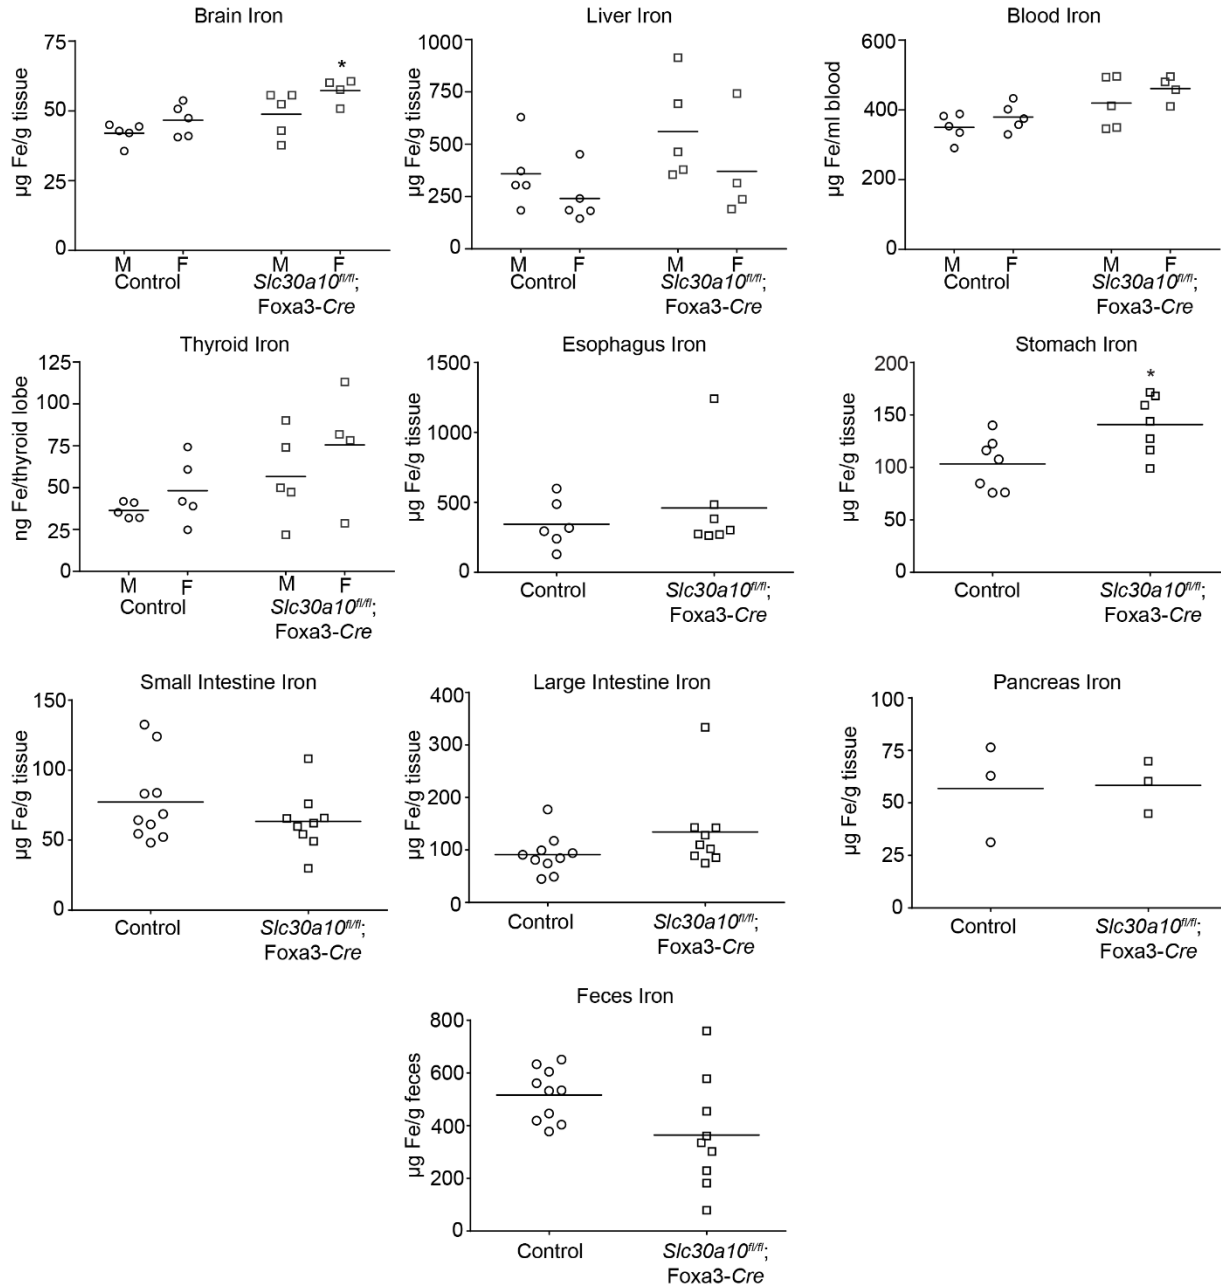 Brain Iron
µg Fe/g tissue
75
50
25
0
*
M F M F
Control Slc30a10fl/fl;
Foxa3-Cre
Liver Iron
µg Fe/g tissue
1000
750
500
250
0
M F M F
Control Slc30a10fl/fl;
Foxa3-Cre
Blood Iron
µg Fe/ml blood
600
400
200
0
M F M F
Control Slc30a10fl/fl;
Foxa3-Cre
Thyroid Iron
ng Fe/thyroid lobe
125
100
75
50
25
0
M F M F
Control Slc30a10fl/fl;
Foxa3-Cre
Esophagus Iron
µg Fe/g tissue
1500
1000
500
0
Control Slc30a10fl/fl;
Foxa3-Cre
Stomach Iron
µg Fe/g tissue
200
150
100
50
0
*
Control Slc30a10fl/fl;
Foxa3-Cre
Small Intestine Iron
µg Fe/g tissue
150
100
50
0
Control Slc30a10fl/fl;
Foxa3-Cre
Large Intestine Iron
µg Fe/g tissue
400
300
200
100
0
Control Slc30a10fl/fl;
Foxa3-Cre
Pancreas Iron
µg Fe/g tissue
100
75
50
25
0
Control Slc30a10fl/fl;
Foxa3-Cre
Feces Iron
µg Fe/g feces
800
600
400
200
0
Control Slc30a10fl/fl;
Foxa3-Cre